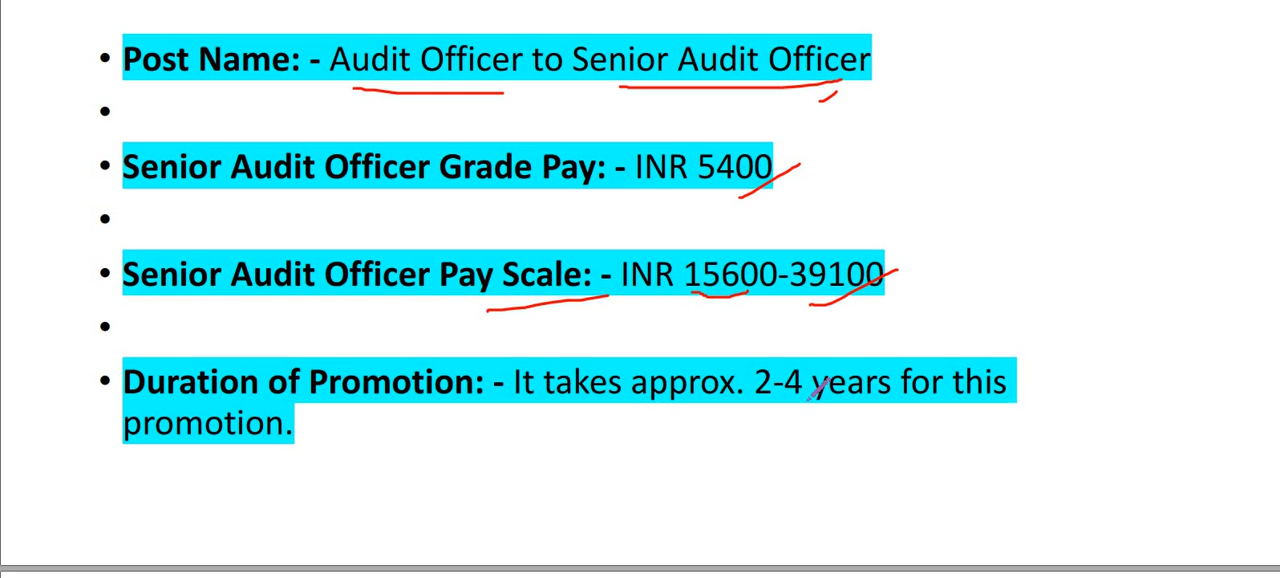 • Post Name: - Audit Officer to Senior Audit Officer
•
• Senior Audit Officer Grade Pay: - INR 5400
•
• Senior Audit Officer Pay Scale: - INR 15600-39100
•
• Duration of Promotion: - It takes approx. 2-4 years for this
promotion.